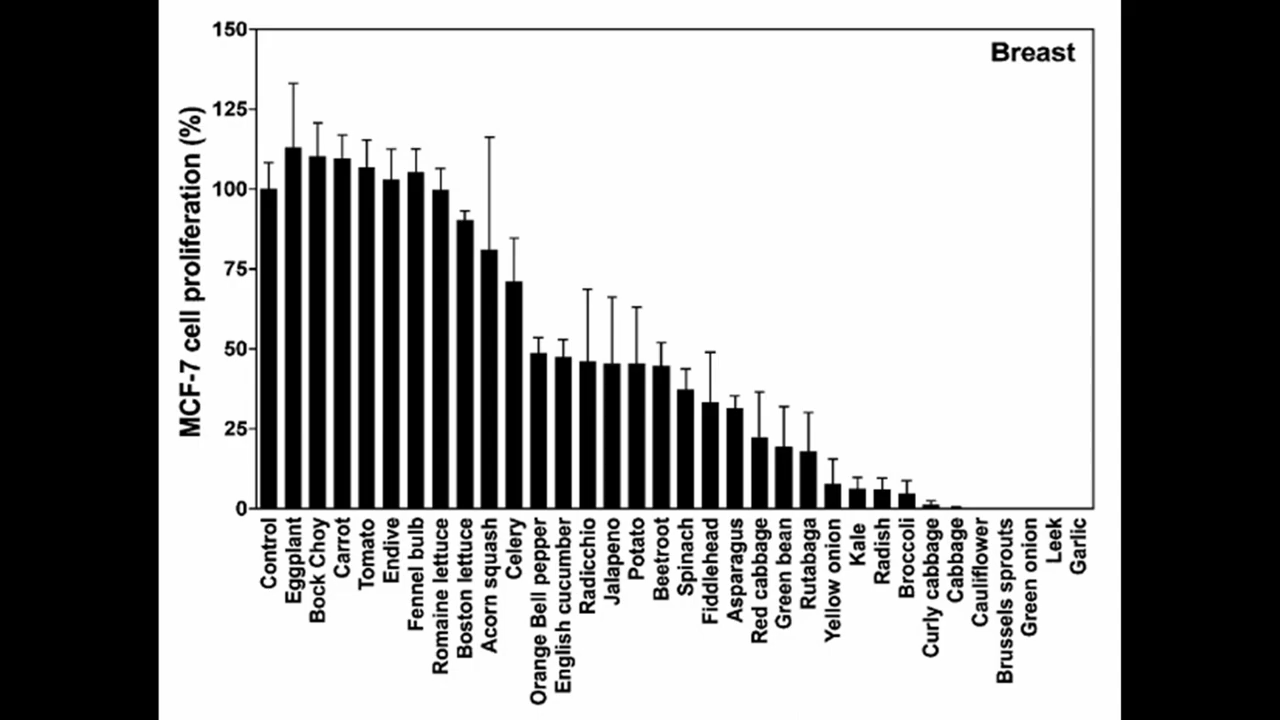 Breast
MCF-7 cell proliferation (%)
150
125
100
75
50
25
0
Control
Eggplant
Bock Choy
Carrot
Tomato
Endive
Fennel bulb
Romaine lettuce
Boston lettuce
Acorn squash
Celery
Orange Bell pepper
English cucumber
Radicchio
Jalapeno
Potato
Beetroot
Spinach
Fiddlehead
Asparagus
Red cabbage
Green bean
Rutabaga
Yellow onion
Kale
Radish
Broccoli
Curly cabbage
Cabbage
Cauliflower
Brussels sprouts
Green onion
Leek
Garlic